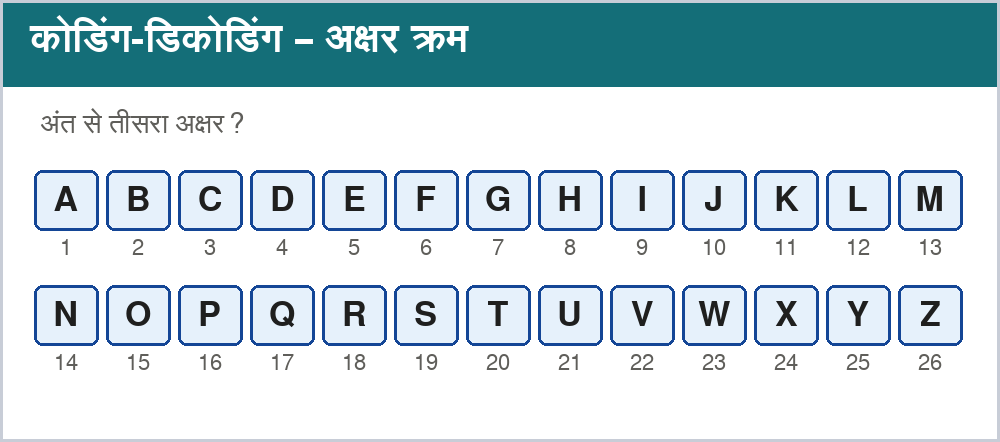 कोडिंग-डिकोडिंग – अक्षर क्रम
अंत से तीसरा अक्षर ?
A B C D E F G H I J K L M
1 2 3 4 5 6 7 8 9 10 11 12 13
N O P Q R S T U V W X Y Z
14 15 16 17 18 19 20 21 22 23 24 25 26